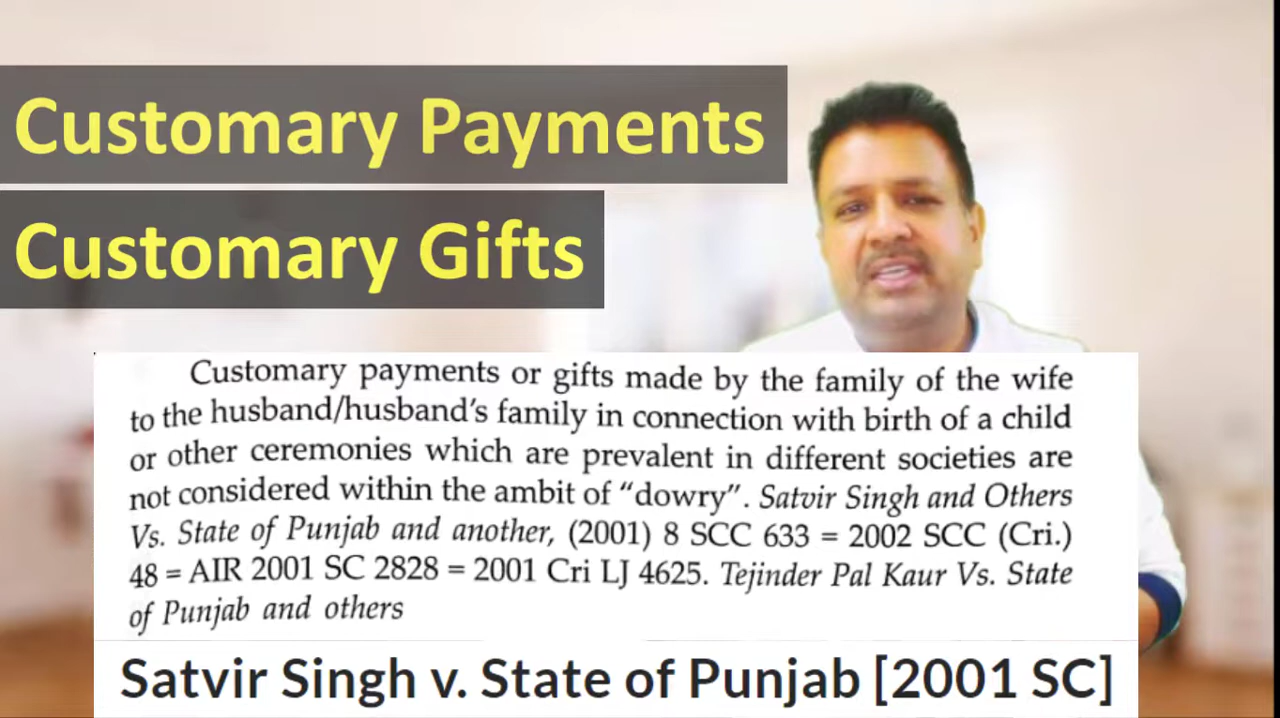 Customary Payments
Customary Gifts
Customary payments or gifts made by the family of the wife
to the husband/husband's family in connection with birth of a child
or other ceremonies which are prevalent in different societies are
not considered within the ambit of “dowry”. Satvir Singh and Others
Vs. State of Punjab and another, (2001) 8 SCC 633 = 2002 SCC (Cri.)
48 = AIR 2001 SC 2828 = 2001 Cri LJ 4625. Tejinder Pal Kaur Vs. State
of Punjab and others
Satvir Singh v. State of Punjab [2001 SC]